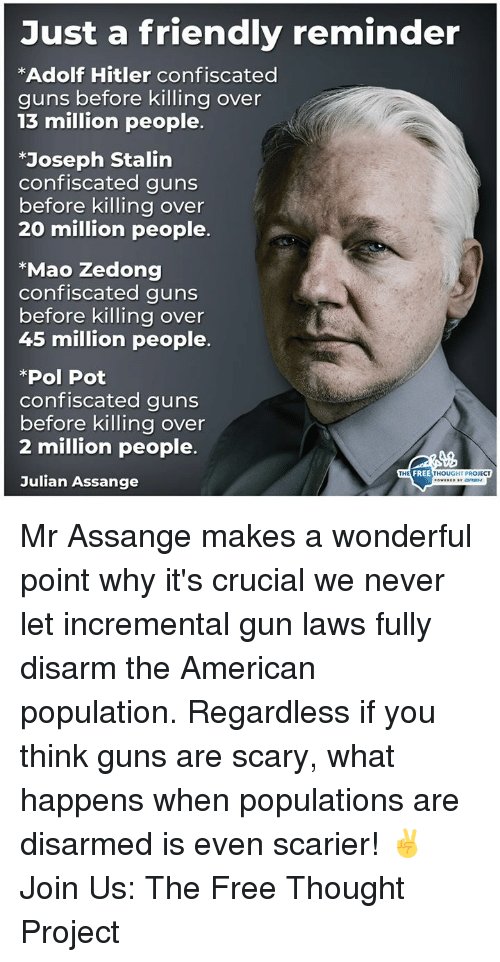 Just a friendly reminder
*Adolf Hitler confiscated
guns before killing over
13 million people.
*Joseph Stalin
confiscated guns
before killing over
20 million people.
*Mao Zedong
confiscated guns
before killing over
45 million people.
*Pol Pot
confiscated guns
before killing over
2 million people.
Julian Assange
THE FREE THOUGHT PROJECT
POWERED BY
Mr Assange makes a wonderful
point why it's crucial we never
let incremental gun laws fully
disarm the American
population. Regardless if you
think guns are scary, what
happens when populations are
disarmed is even scarier! ✌
Join Us: The Free Thought
Project